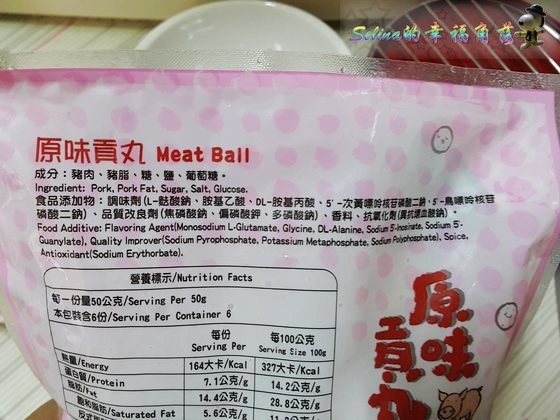 Selina的幸福角落
原味貢丸 Meat Ball
成分：豬肉、豬脂、糖、鹽、葡萄糖。
Ingredient: Pork, Pork Fat, Sugar, Salt, Glucose.
食品添加物：調味劑(L-麩酸鈉、胺基乙酸、DL-胺基丙酸、5'-次黃嘌呤核苷磷酸二鈉、5'-鳥嘌呤核苷
磷酸二鈉)、品質改良劑(焦磷酸鈉、偏磷酸鉀、多磷酸鈉)、香料、抗氧化劑(異抗壞血酸鈉)。
Food Additive: Flavoring Agent(Monosodium L-Glutamate, Glycine, DL-Alanine, Sodium 5'-Inosinate, Sodium 5'-
Guanylate), Quality Improver(Sodium Pyrophosphate, Potassium Metaphosphate, Sodium Polyphosphate), Spice,
Antioxidant(Sodium Erythorbate).
營養標示/Nutrition Facts
每一份量50公克/Serving Per 50g
本包裝含6份/Serving Per Container 6
每份 每100公克
Serving Per Serving Size 100g
熱量/Energy 164大卡/Kcal 327大卡/Kcal
蛋白質/Protein 7.1公克/g 14.2公克/g
脂肪/Fat 14.4公克/g 28.8公克/g
飽和脂肪/Saturated Fat 5.6公克/g
原味
貢丸